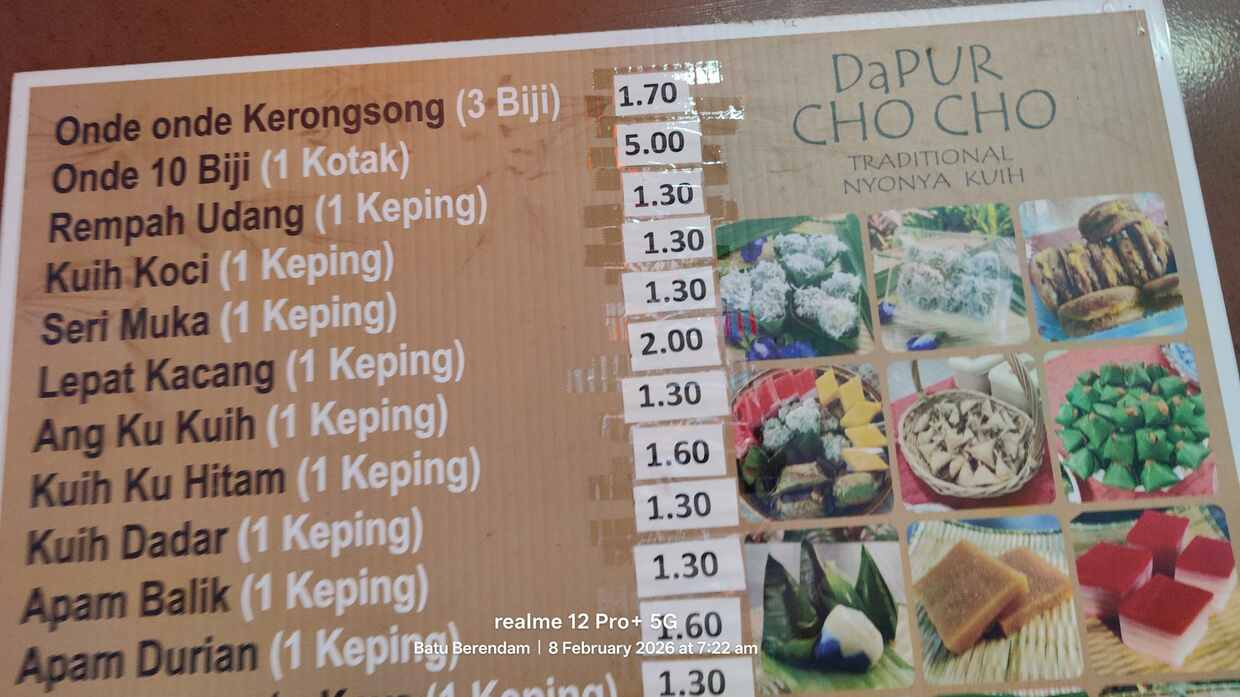 Onde onde Kerongsong (3 Biji) 1.70
Onde 10 Biji (1 Kotak) 5.00
Rempah Udang (1 Keping) 1.30
Kuih Koci (1 Keping) 1.30
Seri Muka (1 Keping) 1.30
Lepat Kacang (1 Keping) 2.00
Ang Ku Kuih (1 Keping) 1.30
Kuih Ku Hitam (1 Keping) 1.60
Kuih Dadar (1 Keping) 1.30
Apam Balik (1 Keping) 1.30
Apam Durian (1 Keping) 1.60
(1 Keping) 1.30
DaPUR
CHO CHO
TRADITIONAL
NYONYA KUIH
realme 12 Pro+ 5G
Batu Berendam | 8 February 2026 at 7:22 am